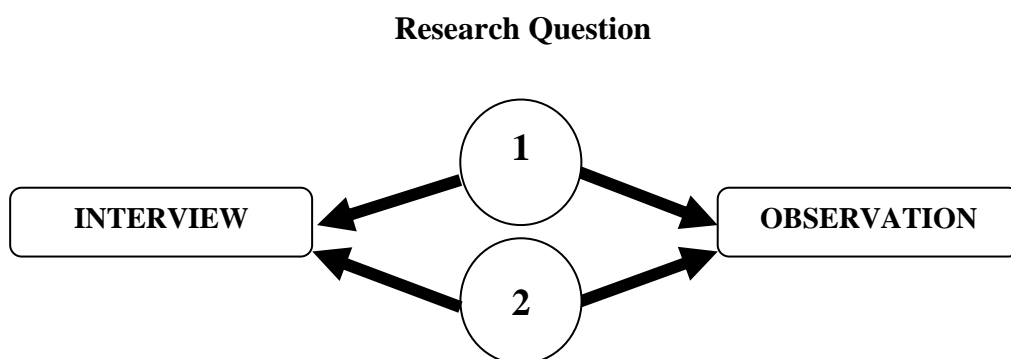 Research Question
1
INTERVIEW
OBSERVATION
2